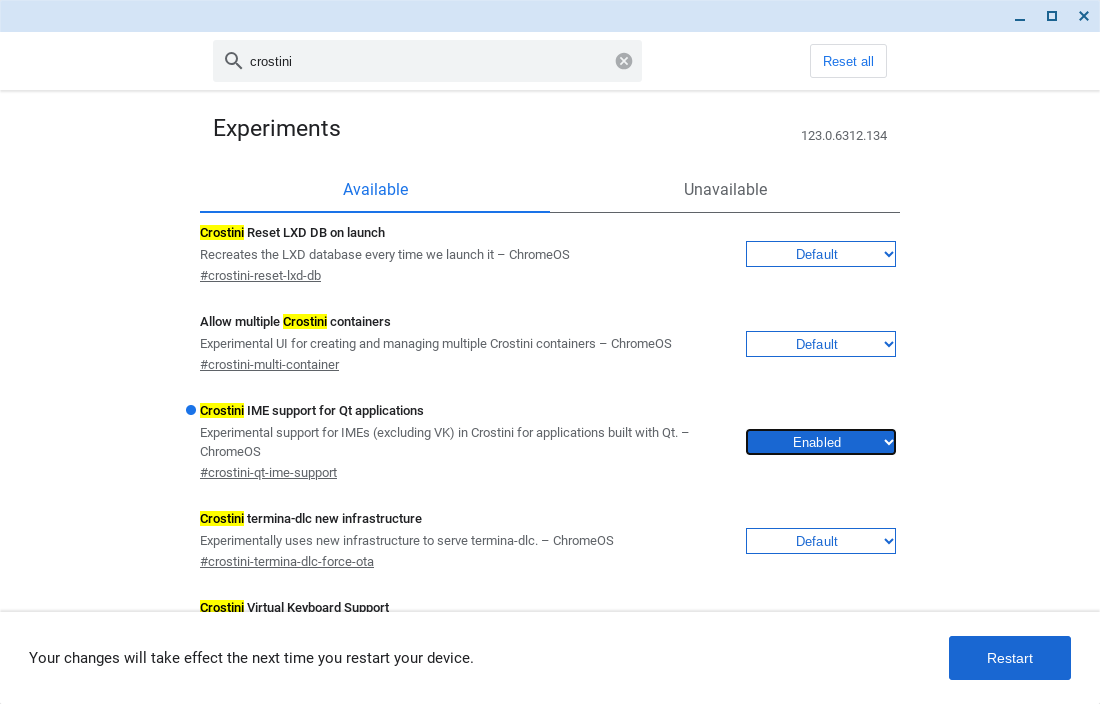 crostini
Reset all
Experiments
123.0.6312.134
Available
Unavailable
Crostini Reset LXD DB on launch
Recreates the LXD database every time we launch it – ChromeOS
#crostini-reset-lxd-db
Default
Allow multiple Crostini containers
Experimental UI for creating and managing multiple Crostini containers – ChromeOS
#crostini-multi-container
Default
Crostini IME support for Qt applications
Experimental support for IMEs (excluding VK) in Crostini for applications built with Qt. –
ChromeOS
#crostini-qt-ime-support
Enabled
Crostini termina-dlc new infrastructure
Experimentally uses new infrastructure to serve termina-dlc. – ChromeOS
#crostini-termina-dlc-force-ota
Default
Crostini Virtual Keyboard Support
Your changes will take effect the next time you restart your device.
Restart